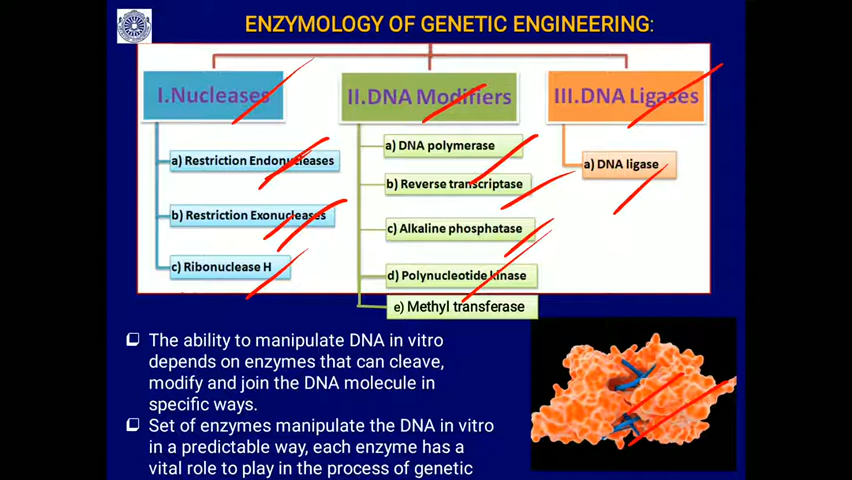 ENZYMOLOGY OF GENETIC ENGINEERING:
I.Nucleases
a) Restriction Endonucleases
b) Restriction Exonucleases
c) Ribonuclease H
II.DNA Modifiers
a) DNA polymerase
b) Reverse transcriptase
c) Alkaline phosphatase
d) Polynucleotide kinase
e) Methyl transferase
III.DNA Ligases
a) DNA ligase
The ability to manipulate DNA in vitro
depends on enzymes that can cleave,
modify and join the DNA molecule in
specific ways.
Set of enzymes manipulate the DNA in vitro
in a predictable way, each enzyme has a
vital role to play in the process of genetic